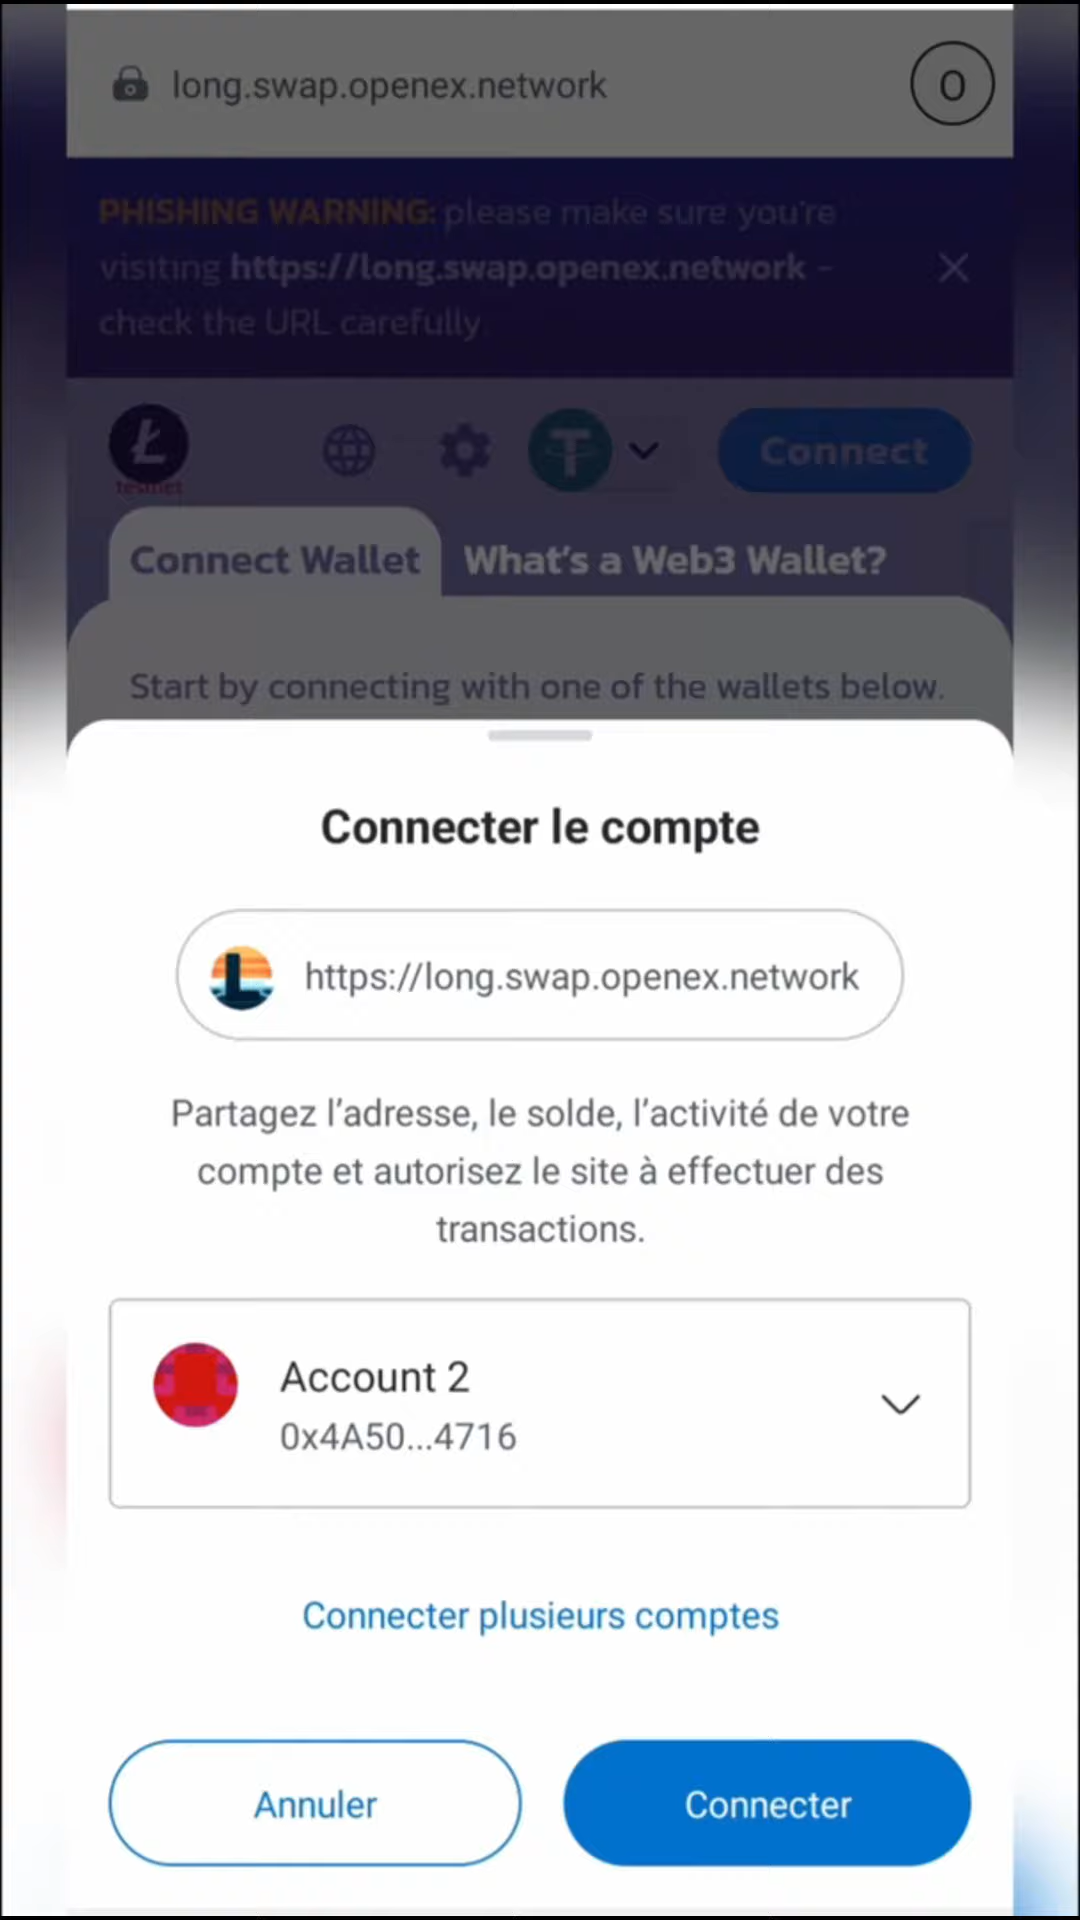 long.swap.openex.network
O
PHISHING WARNING: please make sure you're
visiting https://long.swap.openex.network -
check the URL carefully
testnet
Connect
Connect Wallet
What's a Web3 Wallet?
Start by connecting with one of the wallets below.
Connecter le compte
https://long.swap.openex.network
Partagez l’adresse, le solde, l’activité de votre
compte et autorisez le site à effectuer des
transactions.
Account 2
0x4A50...4716
Connecter plusieurs comptes
Annuler
Connecter